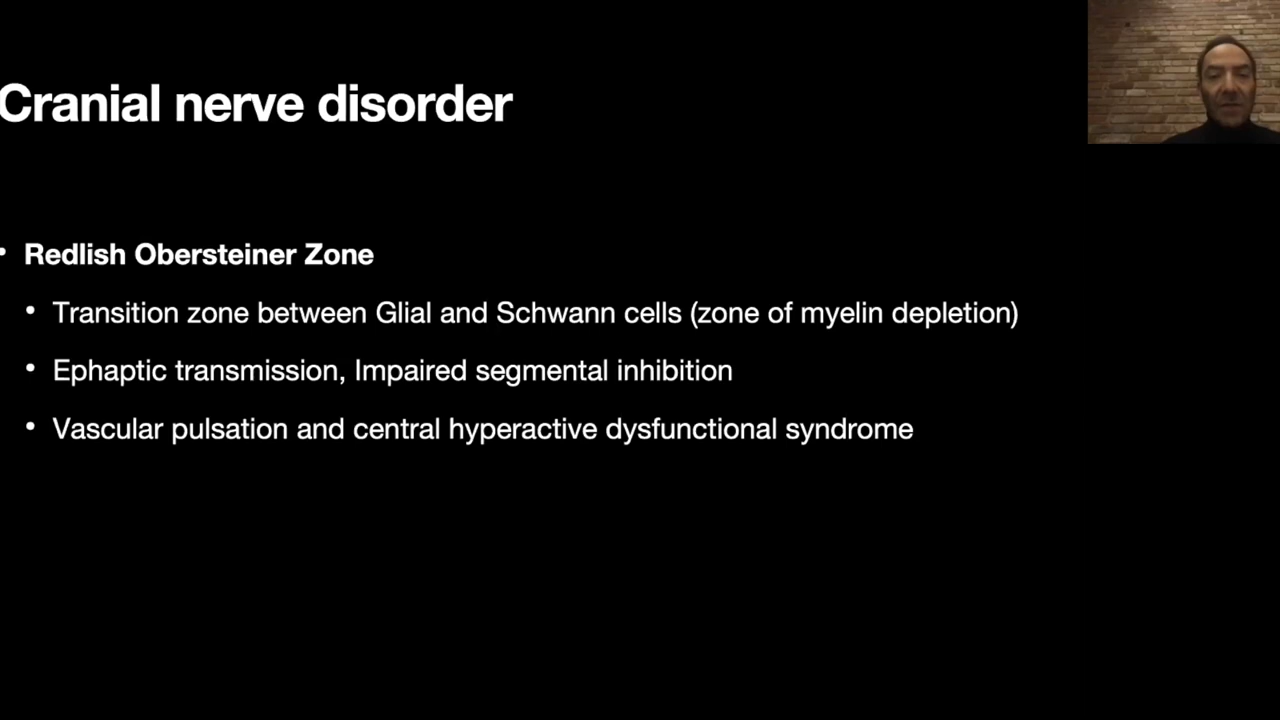 Cranial nerve disorder
• Redlish Obersteiner Zone
• Transition zone between Glial and Schwann cells (zone of myelin depletion)
• Ephaptic transmission, Impaired segmental inhibition
• Vascular pulsation and central hyperactive dysfunctional syndrome